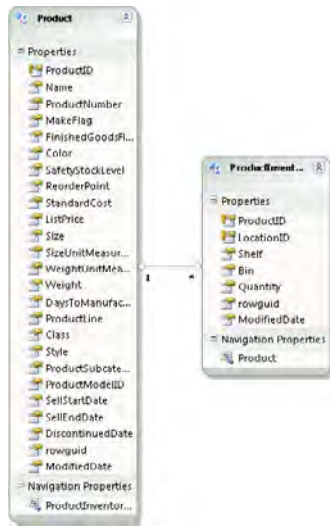 Product
Properties
ProductID
Name
ProductNumber
MakeFlag
FinishedGoodsFl...
Color
SafetyStockLevel
ReorderPoint
StandardCost
ListPrice
Size
SizeUnitMeasur...
WeightUnitMea...
Weight
DaysToManufac...
ProductLine
Class
Style
ProductSubcate...
ProductModelID
SellStartDate
SellEndDate
DiscontinuedDate
rowguid
ModifiedDate
Navigation Properties
ProductInventor...
1
*
ProductInvent...
Properties
ProductID
LocationID
Shelf
Bin
Quantity
rowguid
ModifiedDate
Navigation Properties
Product